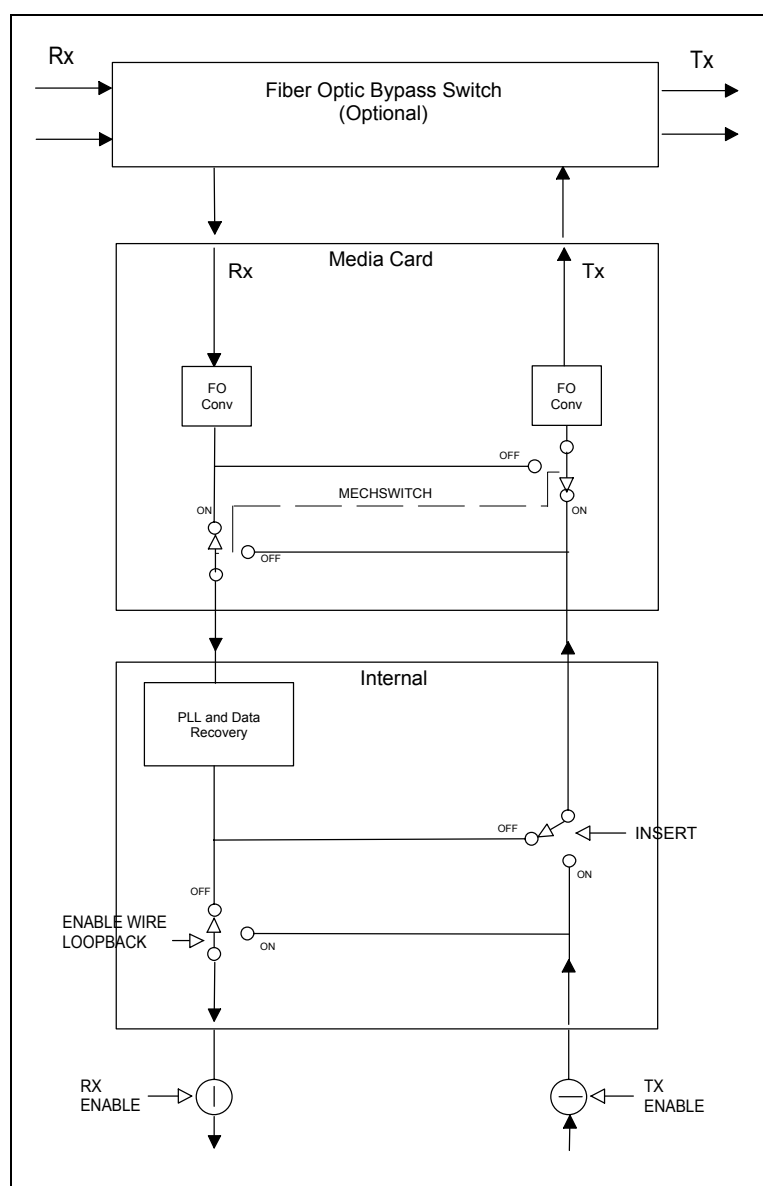 Rx
Tx
Fiber Optic Bypass Switch
(Optional)
Media Card
Rx
Tx
FO
Conv
FO
Conv
OFF
MECHSWITCH
ON
ON
OFF
Internal
PLL and Data
Recovery
OFF
INSERT
ON
OFF
ENABLE WIRE
LOOPBACK
ON
RX
ENABLE
TX
ENABLE